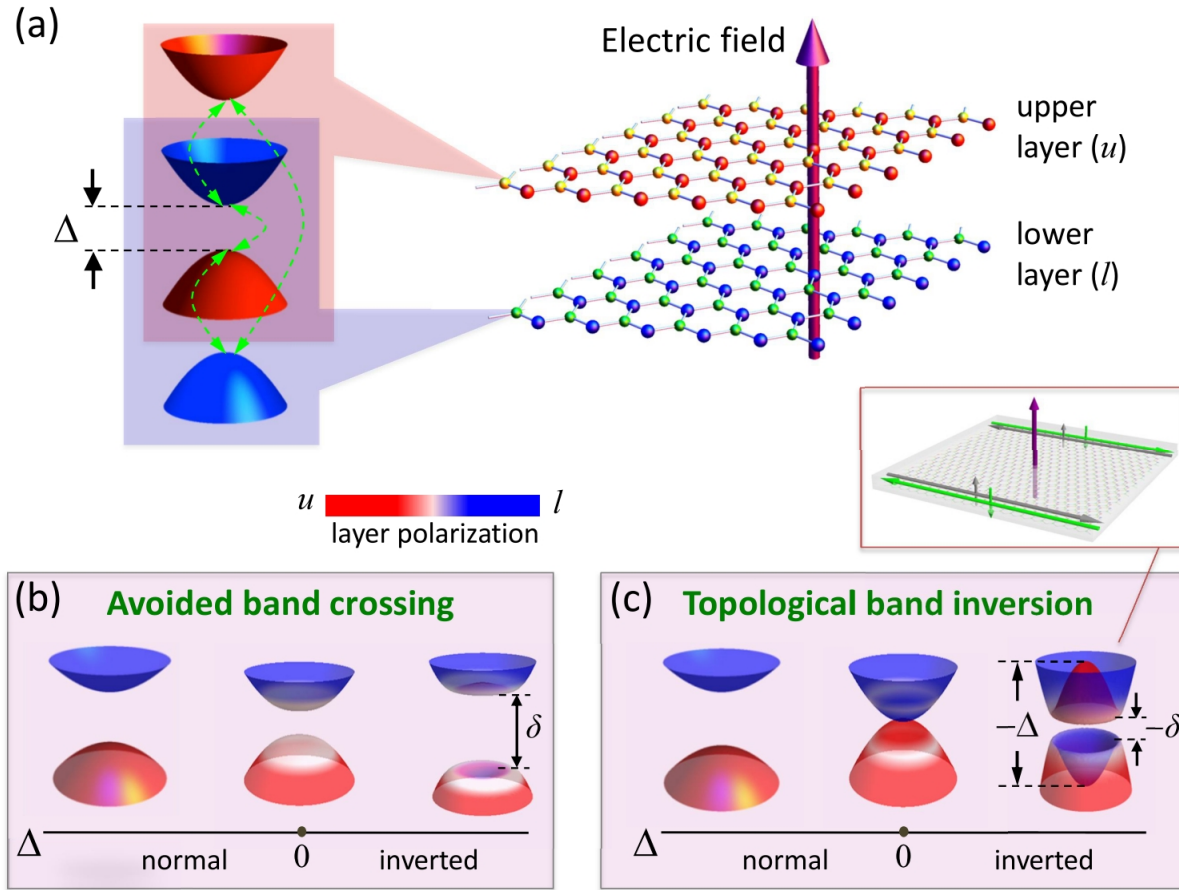 (a)
Electric field
upper
layer (u)
Δ
lower
layer (l)
u
l
layer polarization
(b)
Avoided band crossing
δ
Δ
normal
0
inverted
(c)
Topological band inversion
−Δ
−δ
Δ
normal
0
inverted